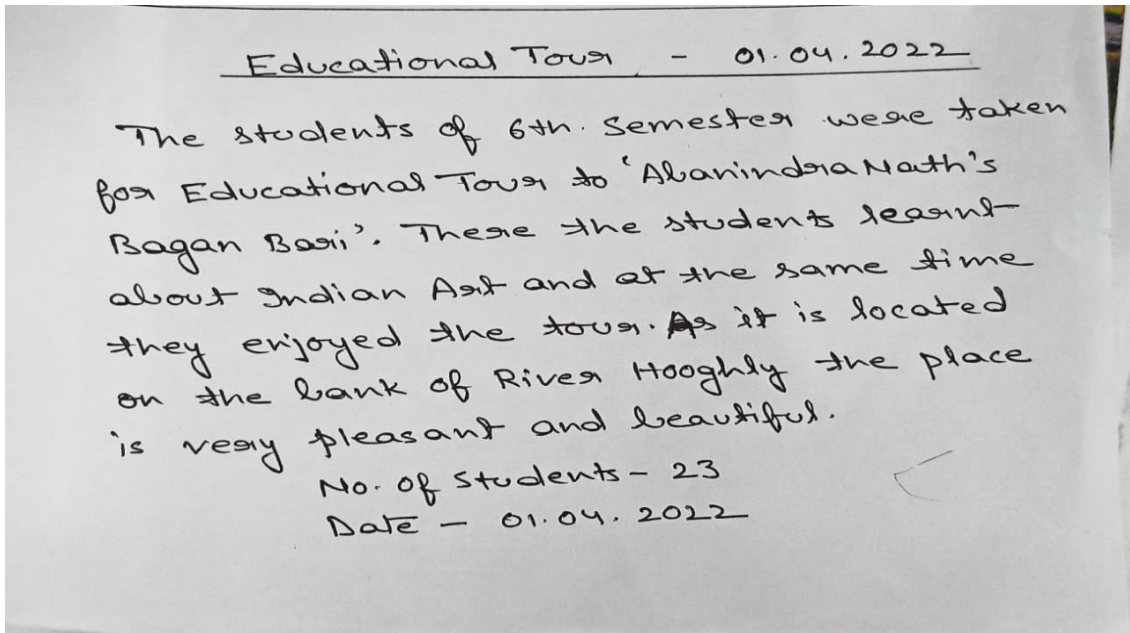 Educational Tour - 01.04.2022
The students of 6th. Semester were taken
for Educational Tour to 'Abanindra Nath's
Bagan Bari'. There the students learnt
about Indian Art and at the same time
they enjoyed the tour. As it is located
on the bank of River Hooghly the place
is very pleasant and beautiful.
No. of Students - 23
Date - 01.04.2022